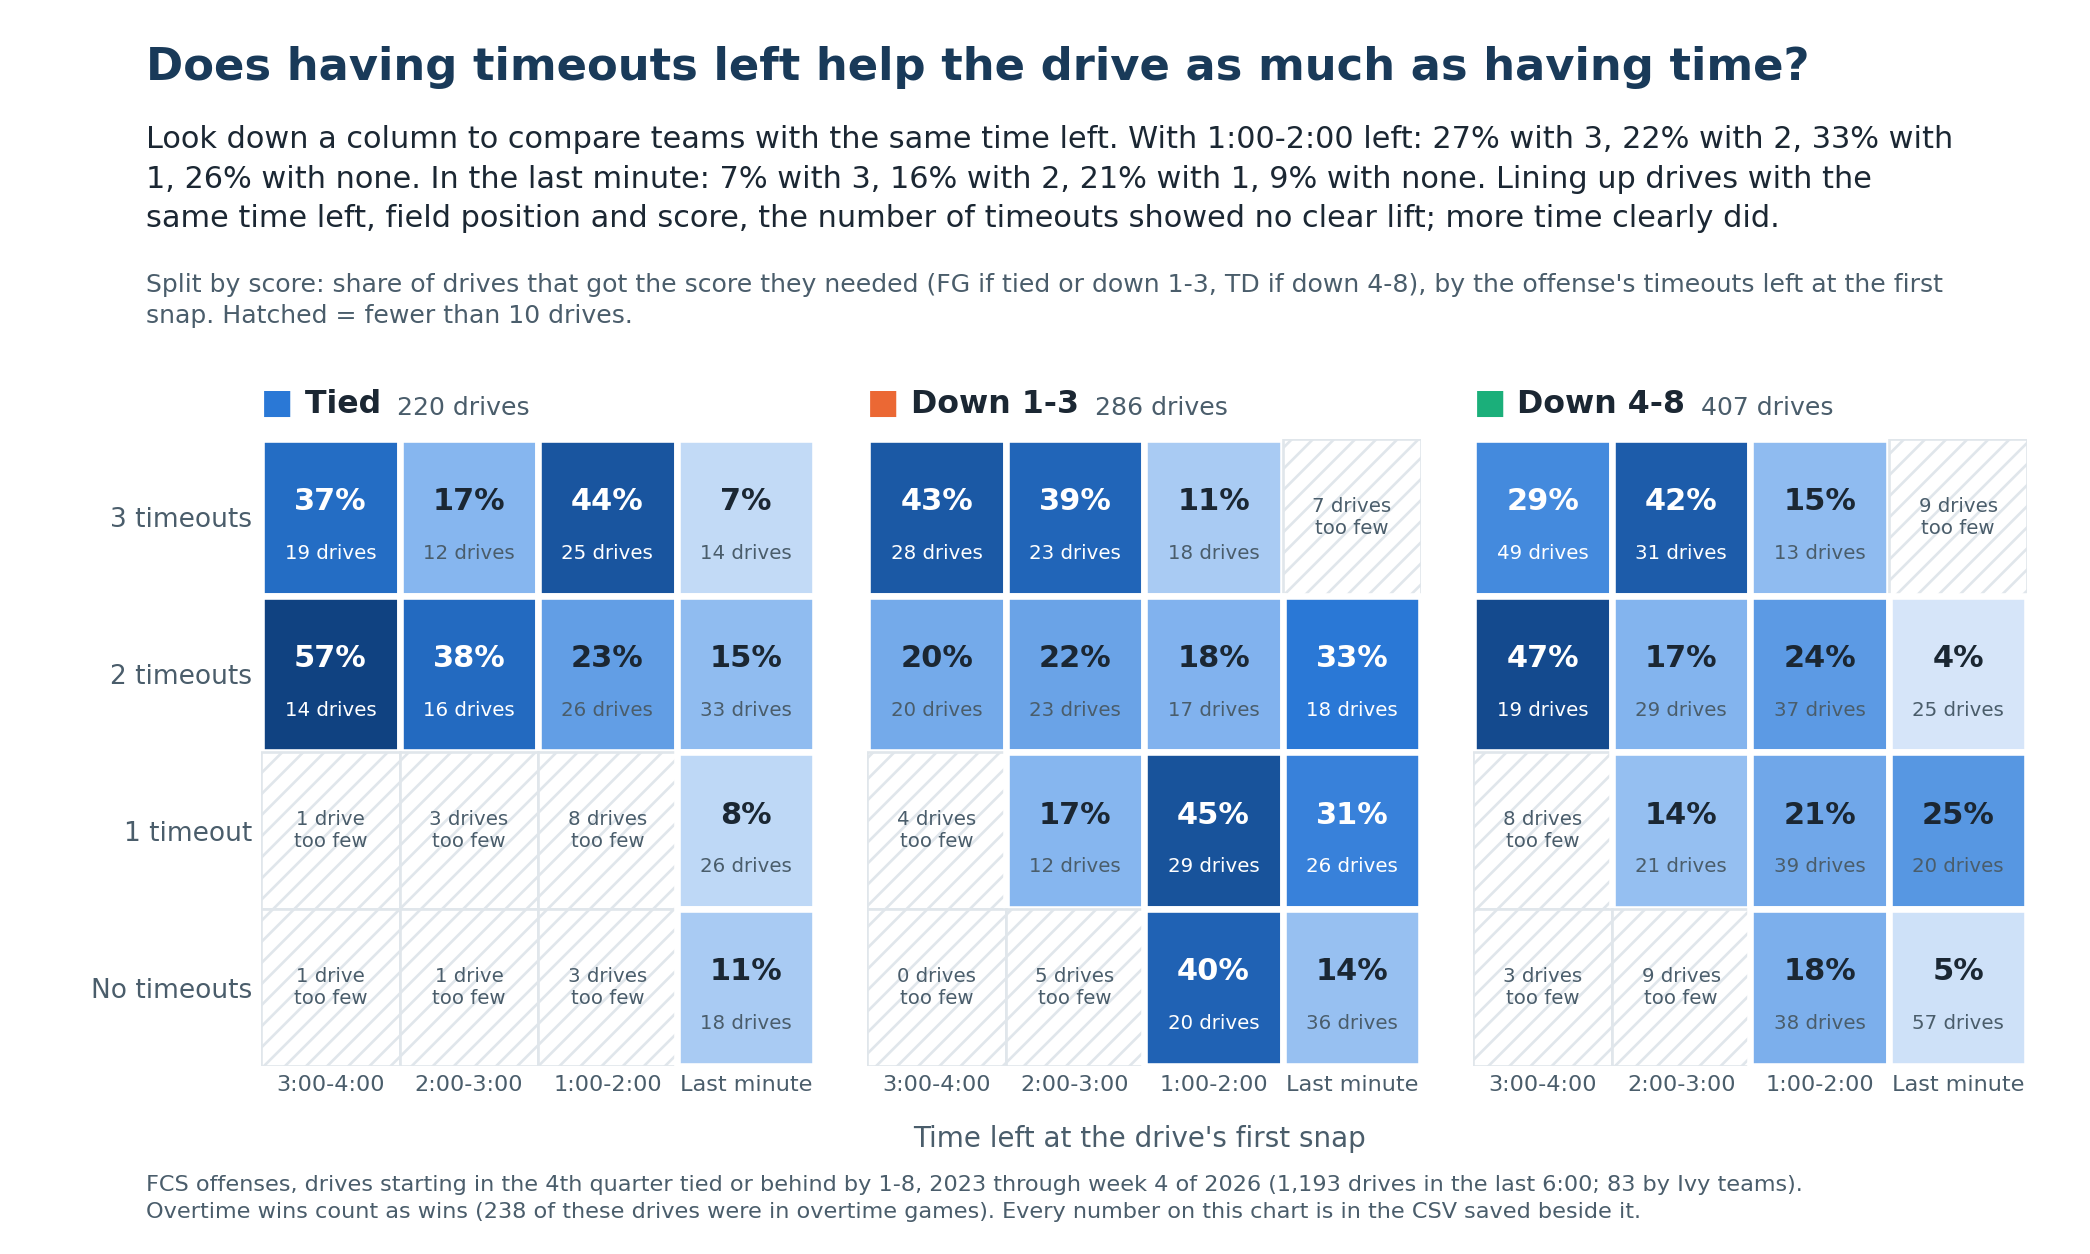 Does having timeouts left help the drive as much as having time?
Look down a column to compare teams with the same time left. With 1:00-2:00 left: 27% with 3, 22% with 2, 33% with
1, 26% with none. In the last minute: 7% with 3, 16% with 2, 21% with 1, 9% with none. Lining up drives with the
same time left, field position and score, the number of timeouts showed no clear lift; more time clearly did.
Split by score: share of drives that got the score they needed (FG if tied or down 1-3, TD if down 4-8), by the offense's timeouts left at the first
snap. Hatched = fewer than 10 drives.
Tied 220 drives
Down 1-3 286 drives
Down 4-8 407 drives
3 timeouts
37% 17% 44% 7% 43% 39% 11% 29% 42% 15%
19 drives 12 drives 25 drives 14 drives 28 drives 23 drives 18 drives 7 drives 49 drives 31 drives 13 drives 9 drives
too few too few
2 timeouts
57% 38% 23% 15% 20% 22% 18% 33% 47% 17% 24% 4%
14 drives 16 drives 26 drives 33 drives 20 drives 23 drives 17 drives 18 drives 19 drives 29 drives 37 drives 25 drives
1 timeout
1 drive 3 drives 8 drives 8% 4 drives 17% 45% 31% 8 drives 14% 21% 25%
too few too few too few 26 drives too few 12 drives 29 drives 26 drives too few 21 drives 39 drives 20 drives
No timeouts
1 drive 1 drive 3 drives 11% 0 drives 5 drives 40% 14% 3 drives 9 drives 18% 5%
too few too few too few 18 drives too few too few 20 drives 36 drives too few too few 38 drives 57 drives
3:00-4:00 2:00-3:00 1:00-2:00 Last minute 3:00-4:00 2:00-3:00 1:00-2:00 Last minute 3:00-4:00 2:00-3:00 1:00-2:00 Last minute
Time left at the drive's first snap
FCS offenses, drives starting in the 4th quarter tied or behind by 1-8, 2023 through week 4 of 2026 (1,193 drives in the last 6:00; 83 by Ivy teams).
Overtime wins count as wins (238 of these drives were in overtime games). Every number on this chart is in the CSV saved beside it.